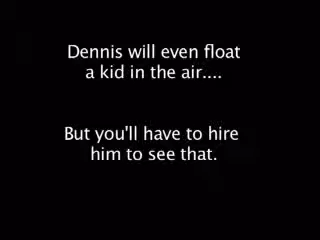 Dennis will even float
a kid in the air....
But you'll have to hire
him to see that.